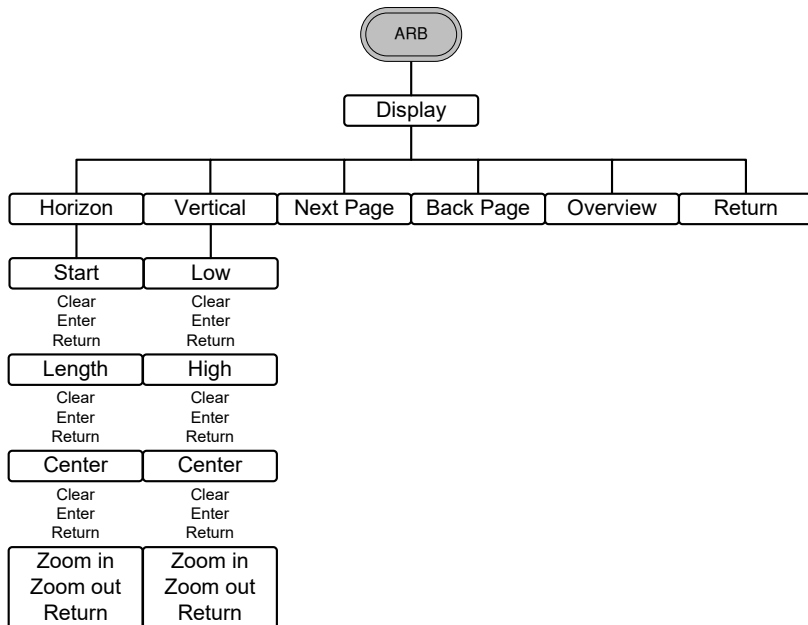 ARB
Display
Horizon
Vertical
Next Page
Back Page
Overview
Return
Start
Clear
Enter
Return
Length
Clear
Enter
Return
Center
Clear
Enter
Return
Zoom in
Zoom out
Return
Low
Clear
Enter
Return
High
Clear
Enter
Return
Center
Clear
Enter
Return
Zoom in
Zoom out
Return